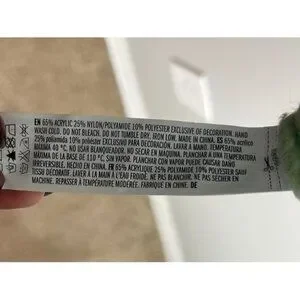 EN 65% ACRYLIC 25% NYLON/POLYAMIDE 10% POLYESTER EXCLUSIVE OF DECORATION. HAND
WASH COLD. DO NOT BLEACH. DO NOT TUMBLE DRY. IRON LOW. MADE IN CHINA. ES 65% acrílico
25% poliamida 10% poliéster EXCLUSIVO PARA DECORACIÓN. LAVAR A MANO. TEMPERATURA
MÁXIMA 40 °C. NO USAR BLANQUEADOR. NO SECAR EN MAQUINA. PLANCHAR A UNA TEMPERATURA
MÁXIMA DE LA BASE DE 110 °C. SIN VAPOR. PLANCHAR CON VAPOR PUEDE CAUSAR DAÑO
IRREVERSIBLE. HECHO EN CHINA. FR 65% ACRYLIQUE 25% POLYAMIDE 10% POLYESTER SAUF
TISSU DÉCORATIF. LAVER À LA MAIN À L'EAU FROIDE. NE PAS BLANCHIR. NE PAS SÉCHER EN
MACHINE. REPASSER À TEMPÉRATURE MODÉRÉE. FABRIQUÉ EN CHINE. DE